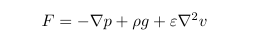 F = −∇p + ρg + ε∇²v